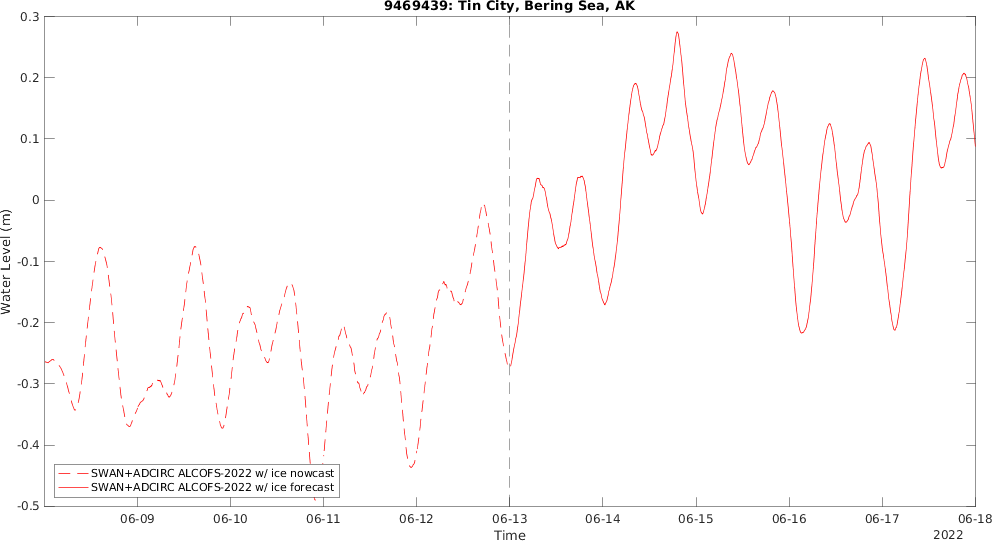 9469439: Tin City, Bering Sea, AK
0.3
0.2
0.1
0
-0.1
-0.2
-0.3
-0.4
-0.5
Water Level (m)
SWAN+ADCIRC ALCOFS-2022 w/ ice nowcast
SWAN+ADCIRC ALCOFS-2022 w/ ice forecast
06-09 06-10 06-11 06-12 06-13 06-14 06-15 06-16 06-17 06-18
Time
2022